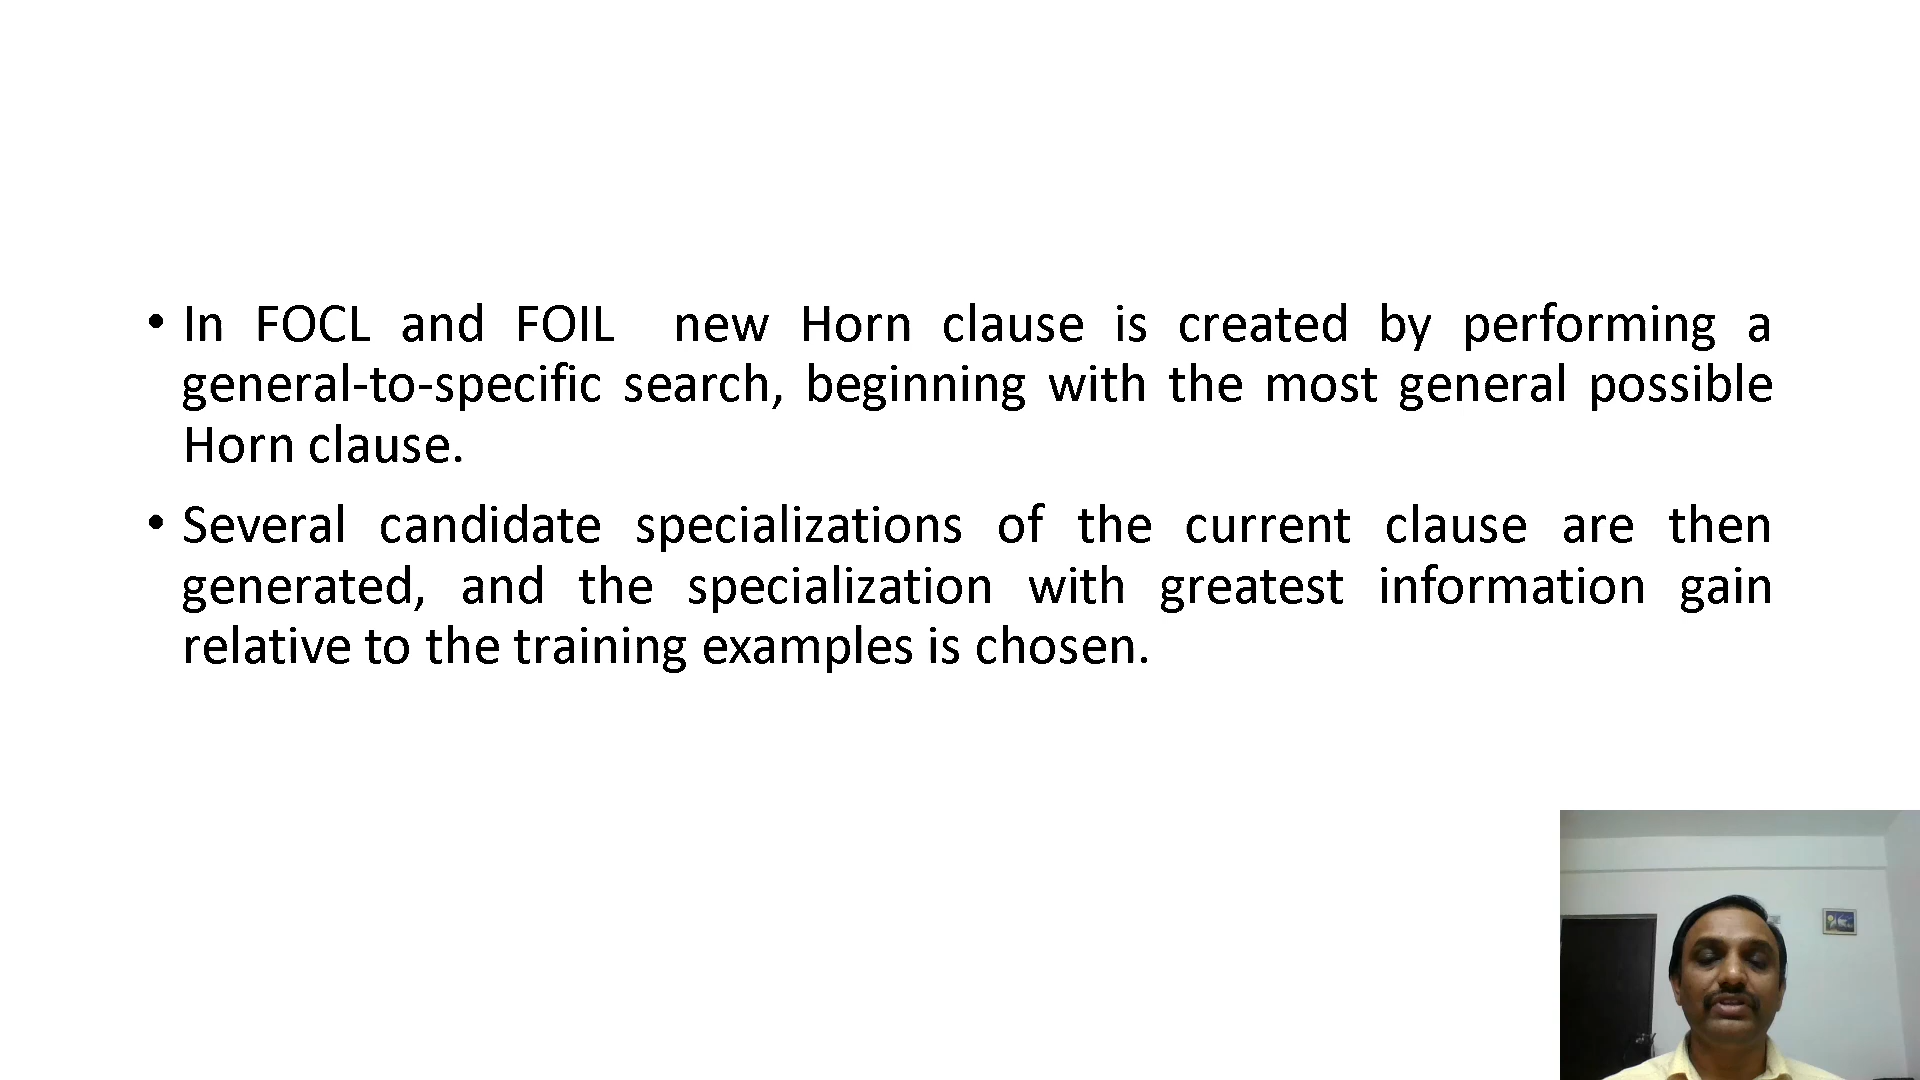 • In FOCL and FOIL new Horn clause is created by performing a
general-to-specific search, beginning with the most general possible
Horn clause.
• Several candidate specializations of the current clause are then
generated, and the specialization with greatest information gain
relative to the training examples is chosen.